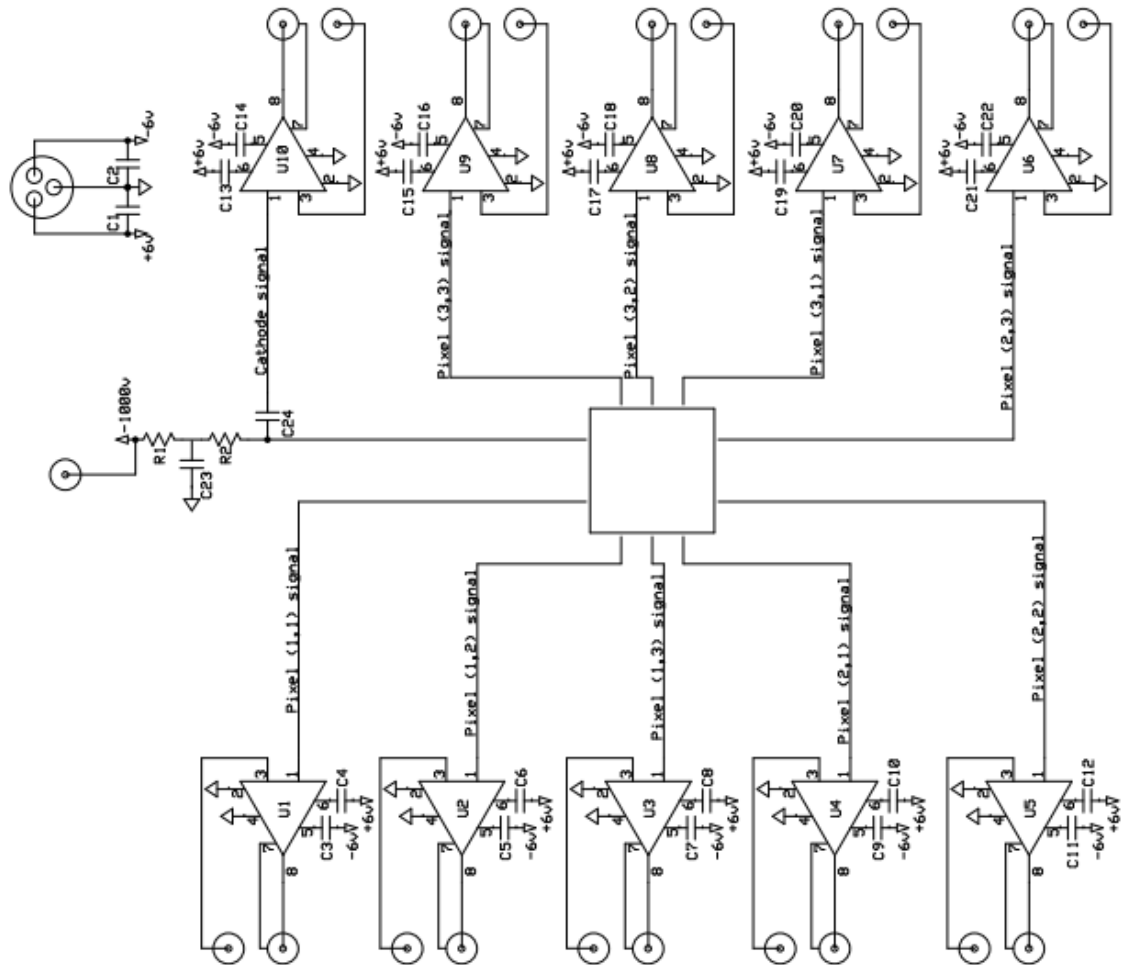 +6v
C1
C2
-6v
-1000v
R1
R2
C23
C24
Cathode signal
+6v
-6v
C13
C14
6
5
1
3
U10
2
4
7
8
Pixel (3,3) signal
+6v
-6v
C15
C16
6
5
1
3
U9
2
4
7
8
Pixel (3,2) signal
+6v
-6v
C17
C18
6
5
1
3
U8
2
4
7
8
Pixel (3,1) signal
+6v
-6v
C19
C20
6
5
1
3
U7
2
4
7
8
Pixel (2,3) signal
+6v
-6v
C21
C22
6
5
1
3
U6
2
4
7
8
Pixel (1,1) signal
3
1
2
4
U1
7
8
5
6
C3
C4
-6v
+6v
Pixel (1,2) signal
3
1
2
4
U2
7
8
5
6
C5
C6
-6v
+6v
Pixel (1,3) signal
3
1
2
4
U3
7
8
5
6
C7
C8
-6v
+6v
Pixel (2,1) signal
3
1
2
4
U4
7
8
5
6
C9
C10
-6v
+6v
Pixel (2,2) signal
3
1
2
4
U5
7
8
5
6
C11
C12
-6v
+6v